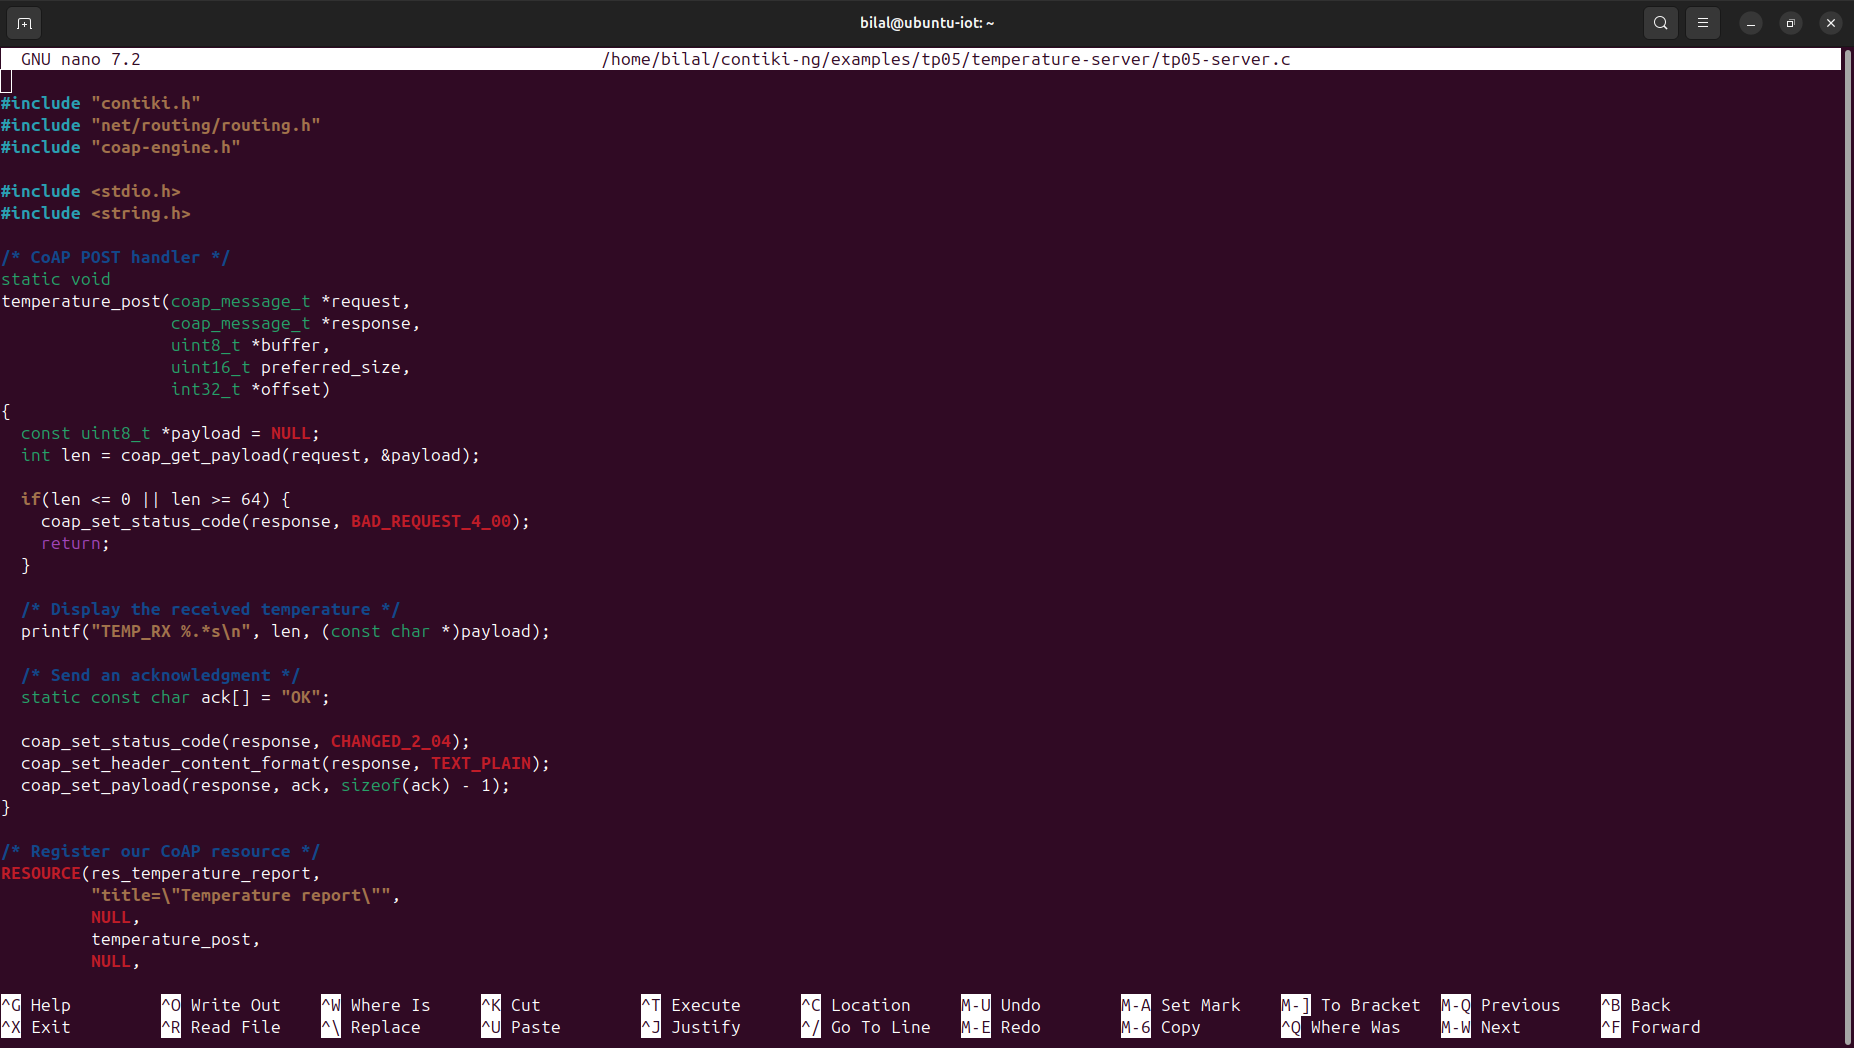 bilal@ubuntu-iot: ~
GNU nano 7.2 /home/bilal/contiki-ng/examples/tp05/temperature-server/tp05-server.c
#include "contiki.h"
#include "net/routing/routing.h"
#include "coap-engine.h"

#include <stdio.h>
#include <string.h>

/* CoAP POST handler */
static void
temperature_post(coap_message_t *request,
                 coap_message_t *response,
                 uint8_t *buffer,
                 uint16_t preferred_size,
                 int32_t *offset)
{
  const uint8_t *payload = NULL;
  int len = coap_get_payload(request, &payload);

  if(len <= 0 || len >= 64) {
    coap_set_status_code(response, BAD_REQUEST_4_00);
    return;
  }

  /* Display the received temperature */
  printf("TEMP_RX %.*s\n", len, (const char *)payload);

  /* Send an acknowledgment */
  static const char ack[] = "OK";

  coap_set_status_code(response, CHANGED_2_04);
  coap_set_header_content_format(response, TEXT_PLAIN);
  coap_set_payload(response, ack, sizeof(ack) - 1);
}

/* Register our CoAP resource */
RESOURCE(res_temperature_report,
         "title=\"Temperature report\"",
         NULL,
         temperature_post,
         NULL,

^G Help ^O Write Out ^W Where Is ^K Cut ^T Execute ^C Location M-U Undo M-A Set Mark M-] To Bracket M-Q Previous ^B Back
^X Exit ^R Read File ^\ Replace ^U Paste ^J Justify ^/ Go To Line M-E Redo M-6 Copy ^Q Where Was M-W Next ^F Forward